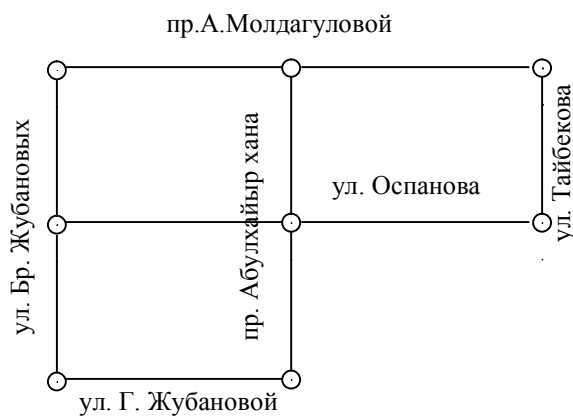 пр.А.Молдагуловой
ул. Бр. Жубановых
пр. Абулхайыр хана
ул. Оспанова
ул. Тайбекова
ул. Г. Жубановой